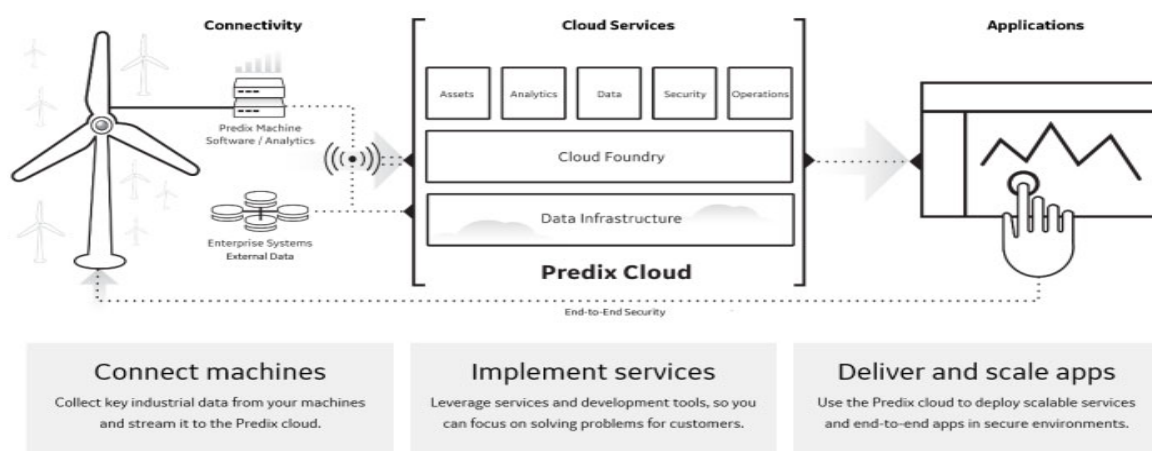 Connectivity
Cloud Services
Applications
Assets
Analytics
Data
Security
Operations
Predix Machine
Software / Analytics
Cloud Foundry
Data Infrastructure
Enterprise Systems
External Data
Predix Cloud
End-to-End Security
Connect machines
Collect key industrial data from your machines
and stream it to the Predix cloud.
Implement services
Leverage services and development tools, so you
can focus on solving problems for customers.
Deliver and scale apps
Use the Predix cloud to deploy scalable services
and end-to-end apps in secure environments.